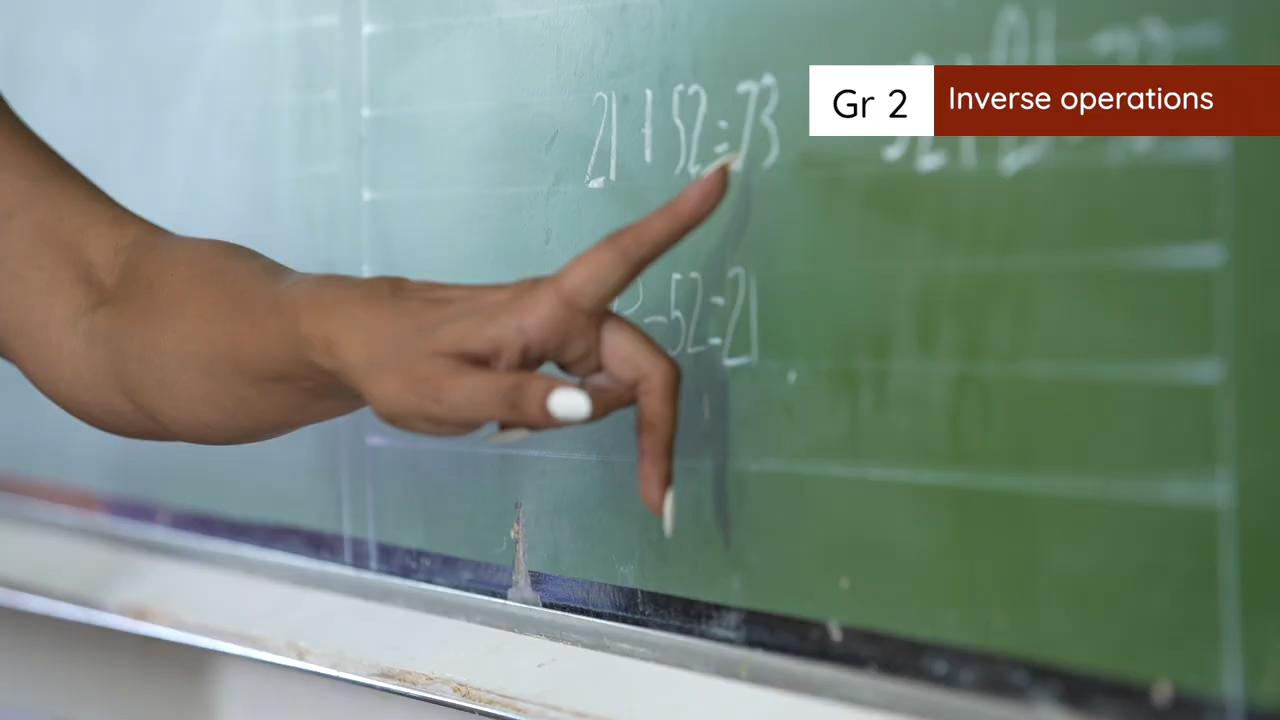 21 + 52 = 73
- 52 = 21
Gr 2
Inverse operations